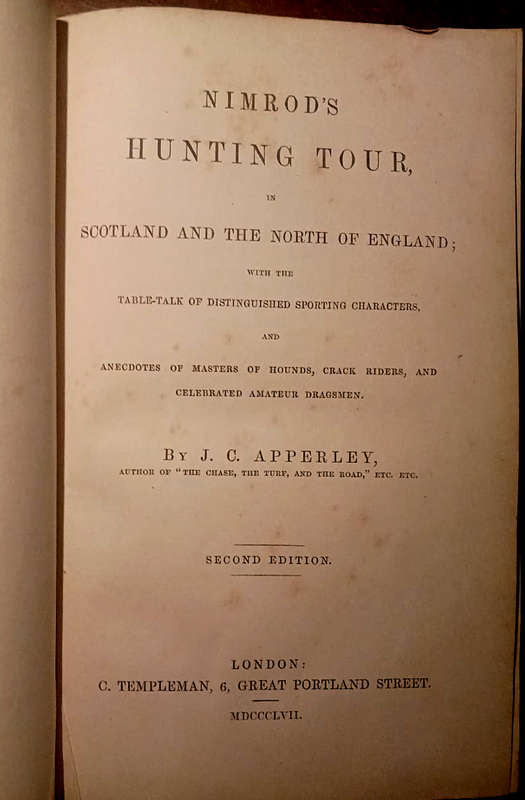 NIMROD'S
HUNTING TOUR,
IN
SCOTLAND AND THE NORTH OF ENGLAND;
WITH THE
TABLE-TALK OF DISTINGUISHED SPORTING CHARACTERS,
AND
ANECDOTES OF MASTERS OF HOUNDS, CRACK RIDERS, AND
CELEBRATED AMATEUR DRAGSMEN.
BY J. C. APPERLEY,
AUTHOR OF "THE CHASE, THE TURF, AND THE ROAD," ETC. ETC.
SECOND EDITION.
LONDON:
C. TEMPLEMAN, 6, GREAT PORTLAND STREET.
MDCCCLVII.